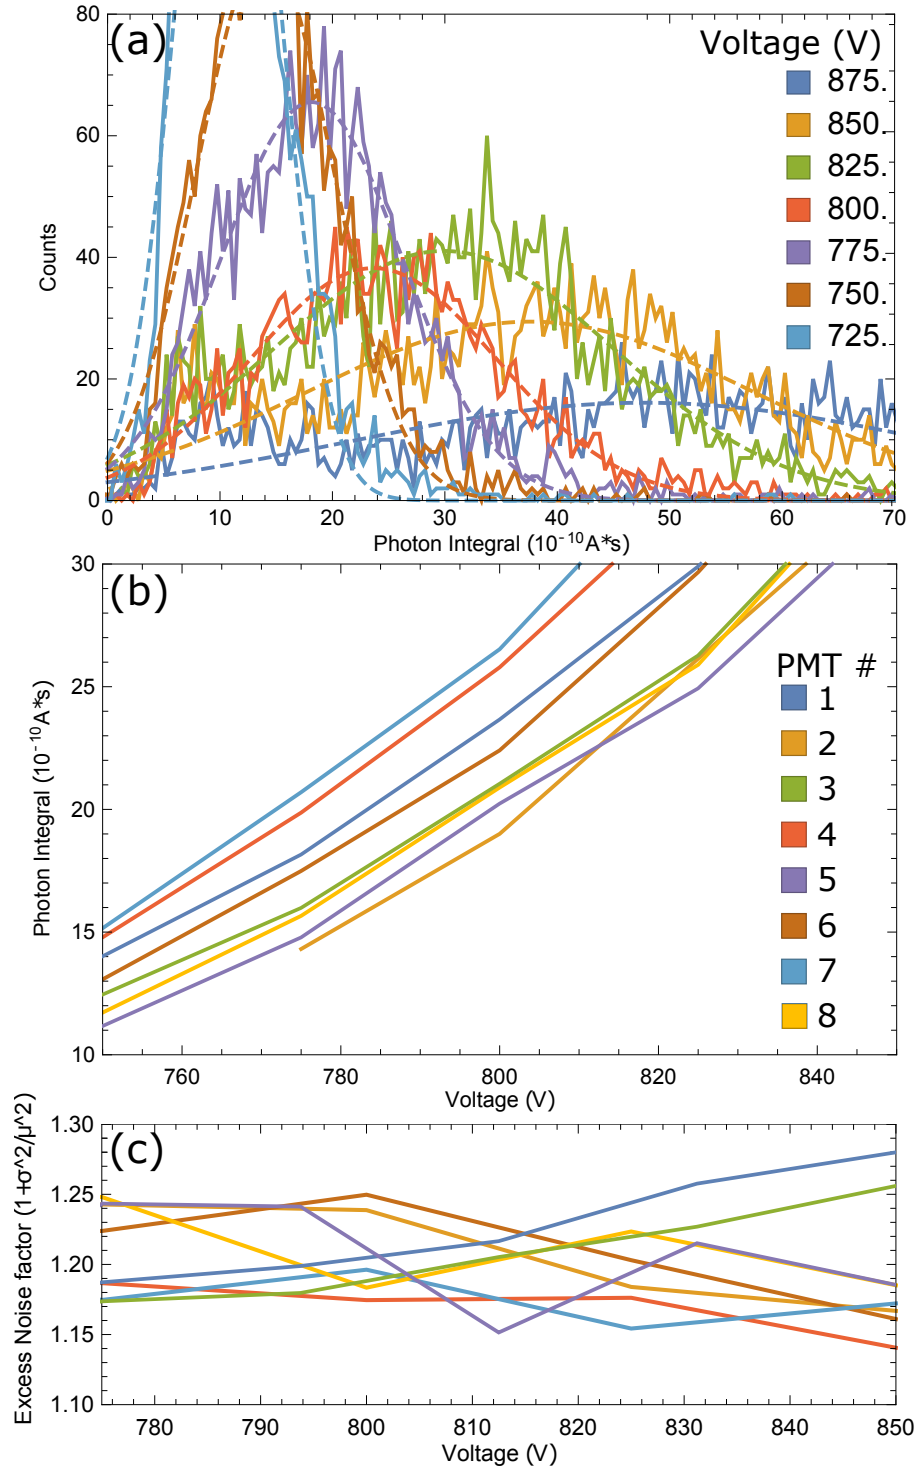 (a)
Voltage (V)
875.
850.
825.
800.
775.
750.
725.
Counts
80
60
40
20
0
0 10 20 30 40 50 60 70
Photon Integral (10⁻¹⁰A*s)
(b)
PMT #
1
2
3
4
5
6
7
8
Photon Integral (10⁻¹⁰A*s)
30
25
20
15
10
760 780 800 820 840
Voltage (V)
(c)
Excess Noise factor (1+σ^2/μ^2)
1.30
1.25
1.20
1.15
1.10
780 790 800 810 820 830 840 850
Voltage (V)